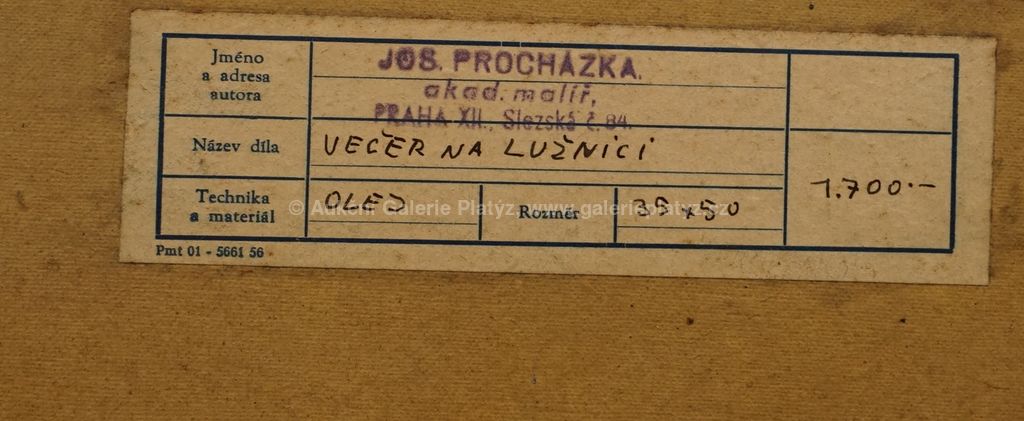 Jméno
a adresa
autora
JOS. PROCHÁZKA.
akad. malíř,
PRAHA XII., Slezská č. 84.
Název díla
VEČER NA LUŽNICI
Technika
a materiál
OLEJ
Rozměr
35 x 50
1.700.-
Pmt 01 - 5661 56
© Aukční Galerie Platýz, www.galerieplatyz.cz